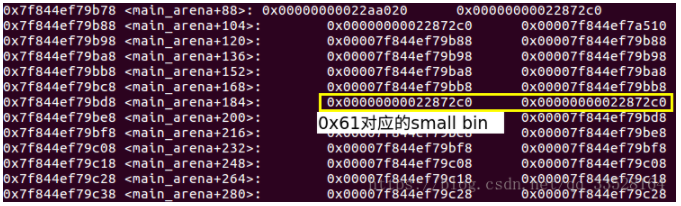 0x7f844ef79b78 <main_arena+88>: 0x00000000022aa020 0x00000000022872c0
0x7f844ef79b88 <main_arena+104>: 0x00000000022872c0 0x00007f844ef7a510
0x7f844ef79b98 <main_arena+120>: 0x00007f844ef79b88 0x00007f844ef79b88
0x7f844ef79ba8 <main_arena+136>: 0x00007f844ef79b98 0x00007f844ef79b98
0x7f844ef79bb8 <main_arena+152>: 0x00007f844ef79ba8 0x00007f844ef79ba8
0x7f844ef79bc8 <main_arena+168>: 0x00007f844ef79bb8 0x00007f844ef79bb8
0x7f844ef79bd8 <main_arena+184>: 0x00000000022872c0 0x00000000022872c0
0x7f844ef79be8 <main_arena+200>: 0x00007f844ef79bd8
0x61对应的small bin
0x7f844ef79bf8 <main_arena+216>: 0x00007f844ef79be8
0x7f844ef79c08 <main_arena+232>: 0x00007f844ef79bf8 0x00007f844ef79bf8
0x7f844ef79c18 <main_arena+248>: 0x00007f844ef79c08 0x00007f844ef79c08
0x7f844ef79c28 <main_arena+264>: 0x00007f844ef79c18 0x00007f844ef79c18
0x7f844ef79c38 <main_arena+280>: 0x00007f844ef79c28 0x00007f844ef79c28